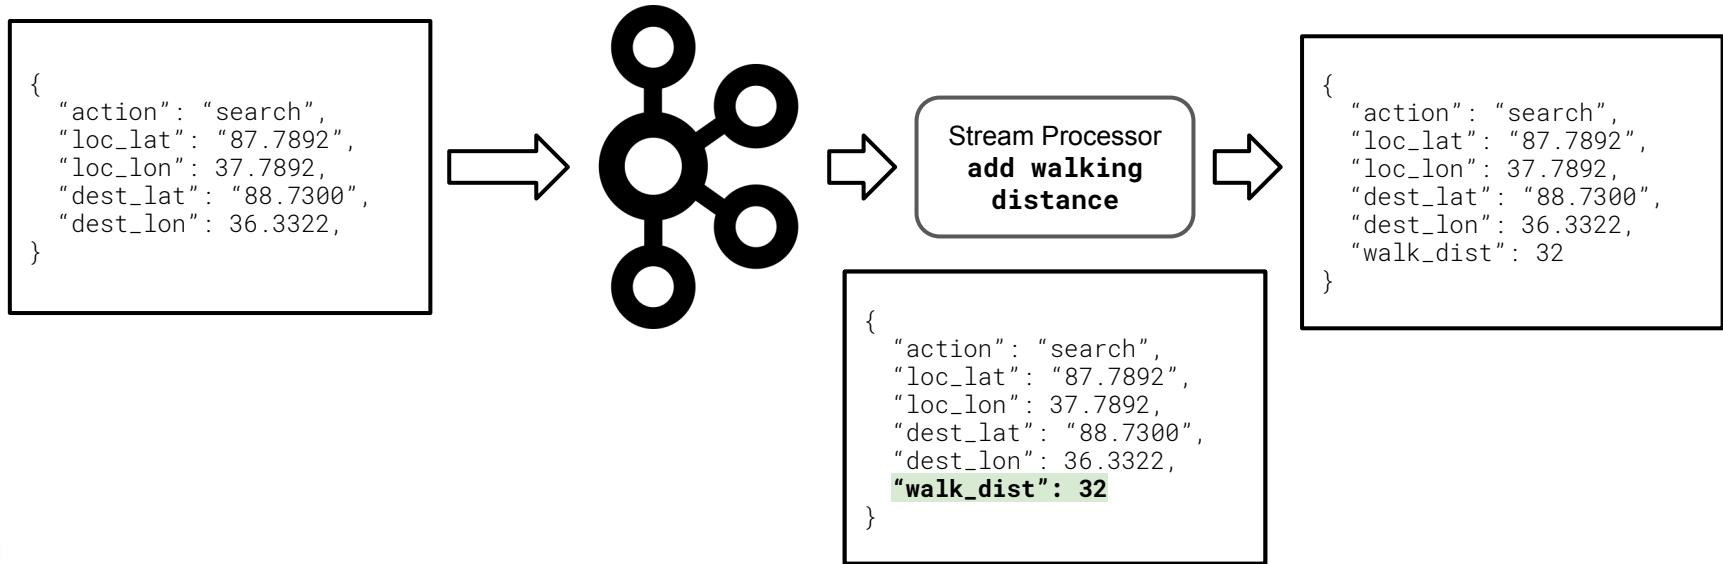 {
“action”: “search”,
“loc_lat”: “87.7892”,
“loc_lon”: 37.7892,
“dest_lat”: “88.7300”,
“dest_lon”: 36.3322,
}
Stream Processor
add walking
distance
{
“action”: “search”,
“loc_lat”: “87.7892”,
“loc_lon”: 37.7892,
“dest_lat”: “88.7300”,
“dest_lon”: 36.3322,
“walk_dist”: 32
}
{
“action”: “search”,
“loc_lat”: “87.7892”,
“loc_lon”: 37.7892,
“dest_lat”: “88.7300”,
“dest_lon”: 36.3322,
“walk_dist”: 32
}